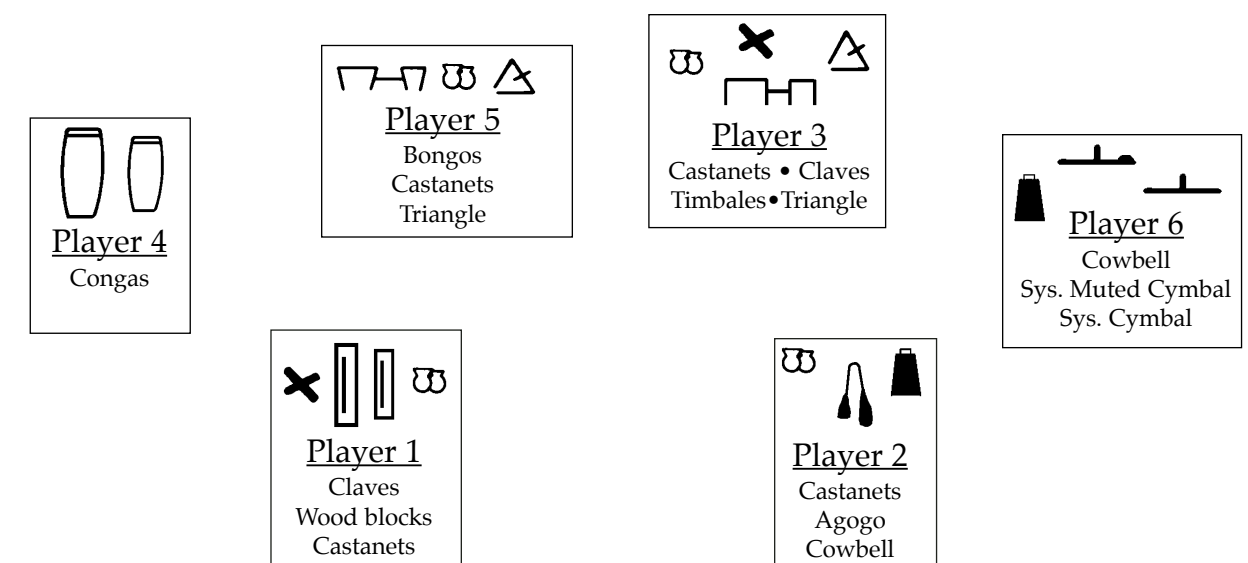 Player 5
Bongos
Castanets
Triangle
Player 3
Castanets • Claves
Timbales•Triangle
Player 4
Congas
Player 6
Cowbell
Sys. Muted Cymbal
Sys. Cymbal
Player 1
Claves
Wood blocks
Castanets
Player 2
Castanets
Agogo
Cowbell